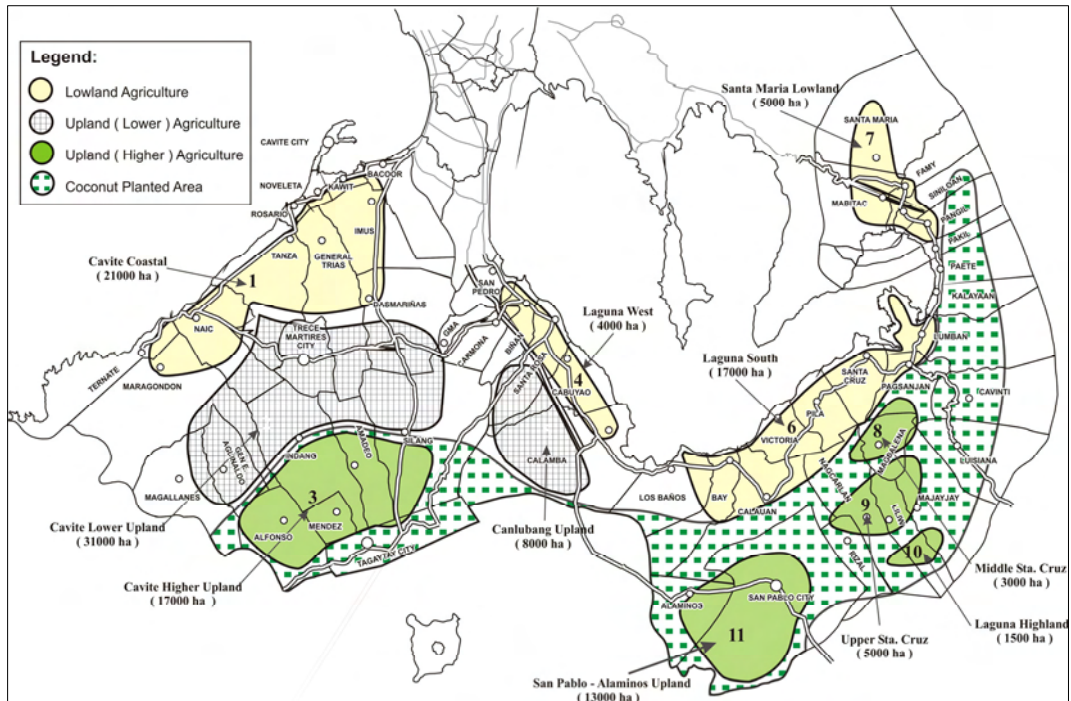 Legend:
Lowland Agriculture
Upland ( Lower ) Agriculture
Upland ( Higher ) Agriculture
Coconut Planted Area
Santa Maria Lowland
(5000 ha )
SANTA MARIA
7
FAMY
SINILOAN
MABITAC
PANGIL
PAKIL
PAETE
KALAYAAN
LUMBAN
CAVITE CITY
BACOOR
NOVELETA
KAWIT
ROSARIO
IMUS
TANZA
GENERAL
TRIAS
Cavite Coastal
( 21000 ha )
1
DASMARIÑAS
NAIC
TRECE
MARTIRES
CITY
GMA
CARMONA
SAN
PEDRO
BIÑAN
SANTA ROSA
Laguna West
( 4000 ha )
4
CABUYAO
TERNATE
MARAGONDON
Laguna South
( 17000 ha )
SANTA
CRUZ
PAGSANJAN
CAVINTI
PILA
6
VICTORIA
8
MAGDALENA
LUISIANA
GEN E.
AGUINALDO
INDANG
AMADEO
SILANG
CALAMBA
MAGALLANES
LOS BAÑOS
BAY
CALAUAN
NAGCARLAN
MAJAYJAY
9
LILIW
10
RIZAL
3
MENDEZ
ALFONSO
TAGAYTAY CITY
Cavite Lower Upland
( 31000 ha )
Cavite Higher Upland
( 17000 ha )
Canlubang Upland
( 8000 ha )
Middle Sta. Cruz
( 3000 ha )
Laguna Highland
( 1500 ha )
Upper Sta. Cruz
( 5000 ha )
ALAMINOS
SAN PABLO CITY
11
San Pablo - Alaminos Upland
( 13000 ha )